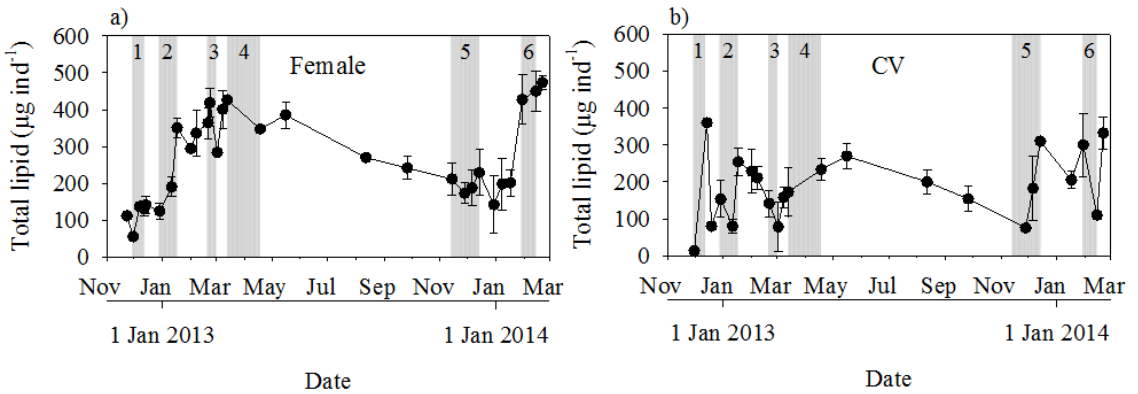 a)
Total lipid (µg ind-1)
600
500
400
300
200
100
0
1 2 3 4 5 6
Female
Nov Jan Mar May Jul Sep Nov Jan Mar
1 Jan 2013 1 Jan 2014
Date
b)
Total lipid (µg ind-1)
600
500
400
300
200
100
0
1 2 3 4 5 6
CV
Nov Jan Mar May Jul Sep Nov Jan Mar
1 Jan 2013 1 Jan 2014
Date